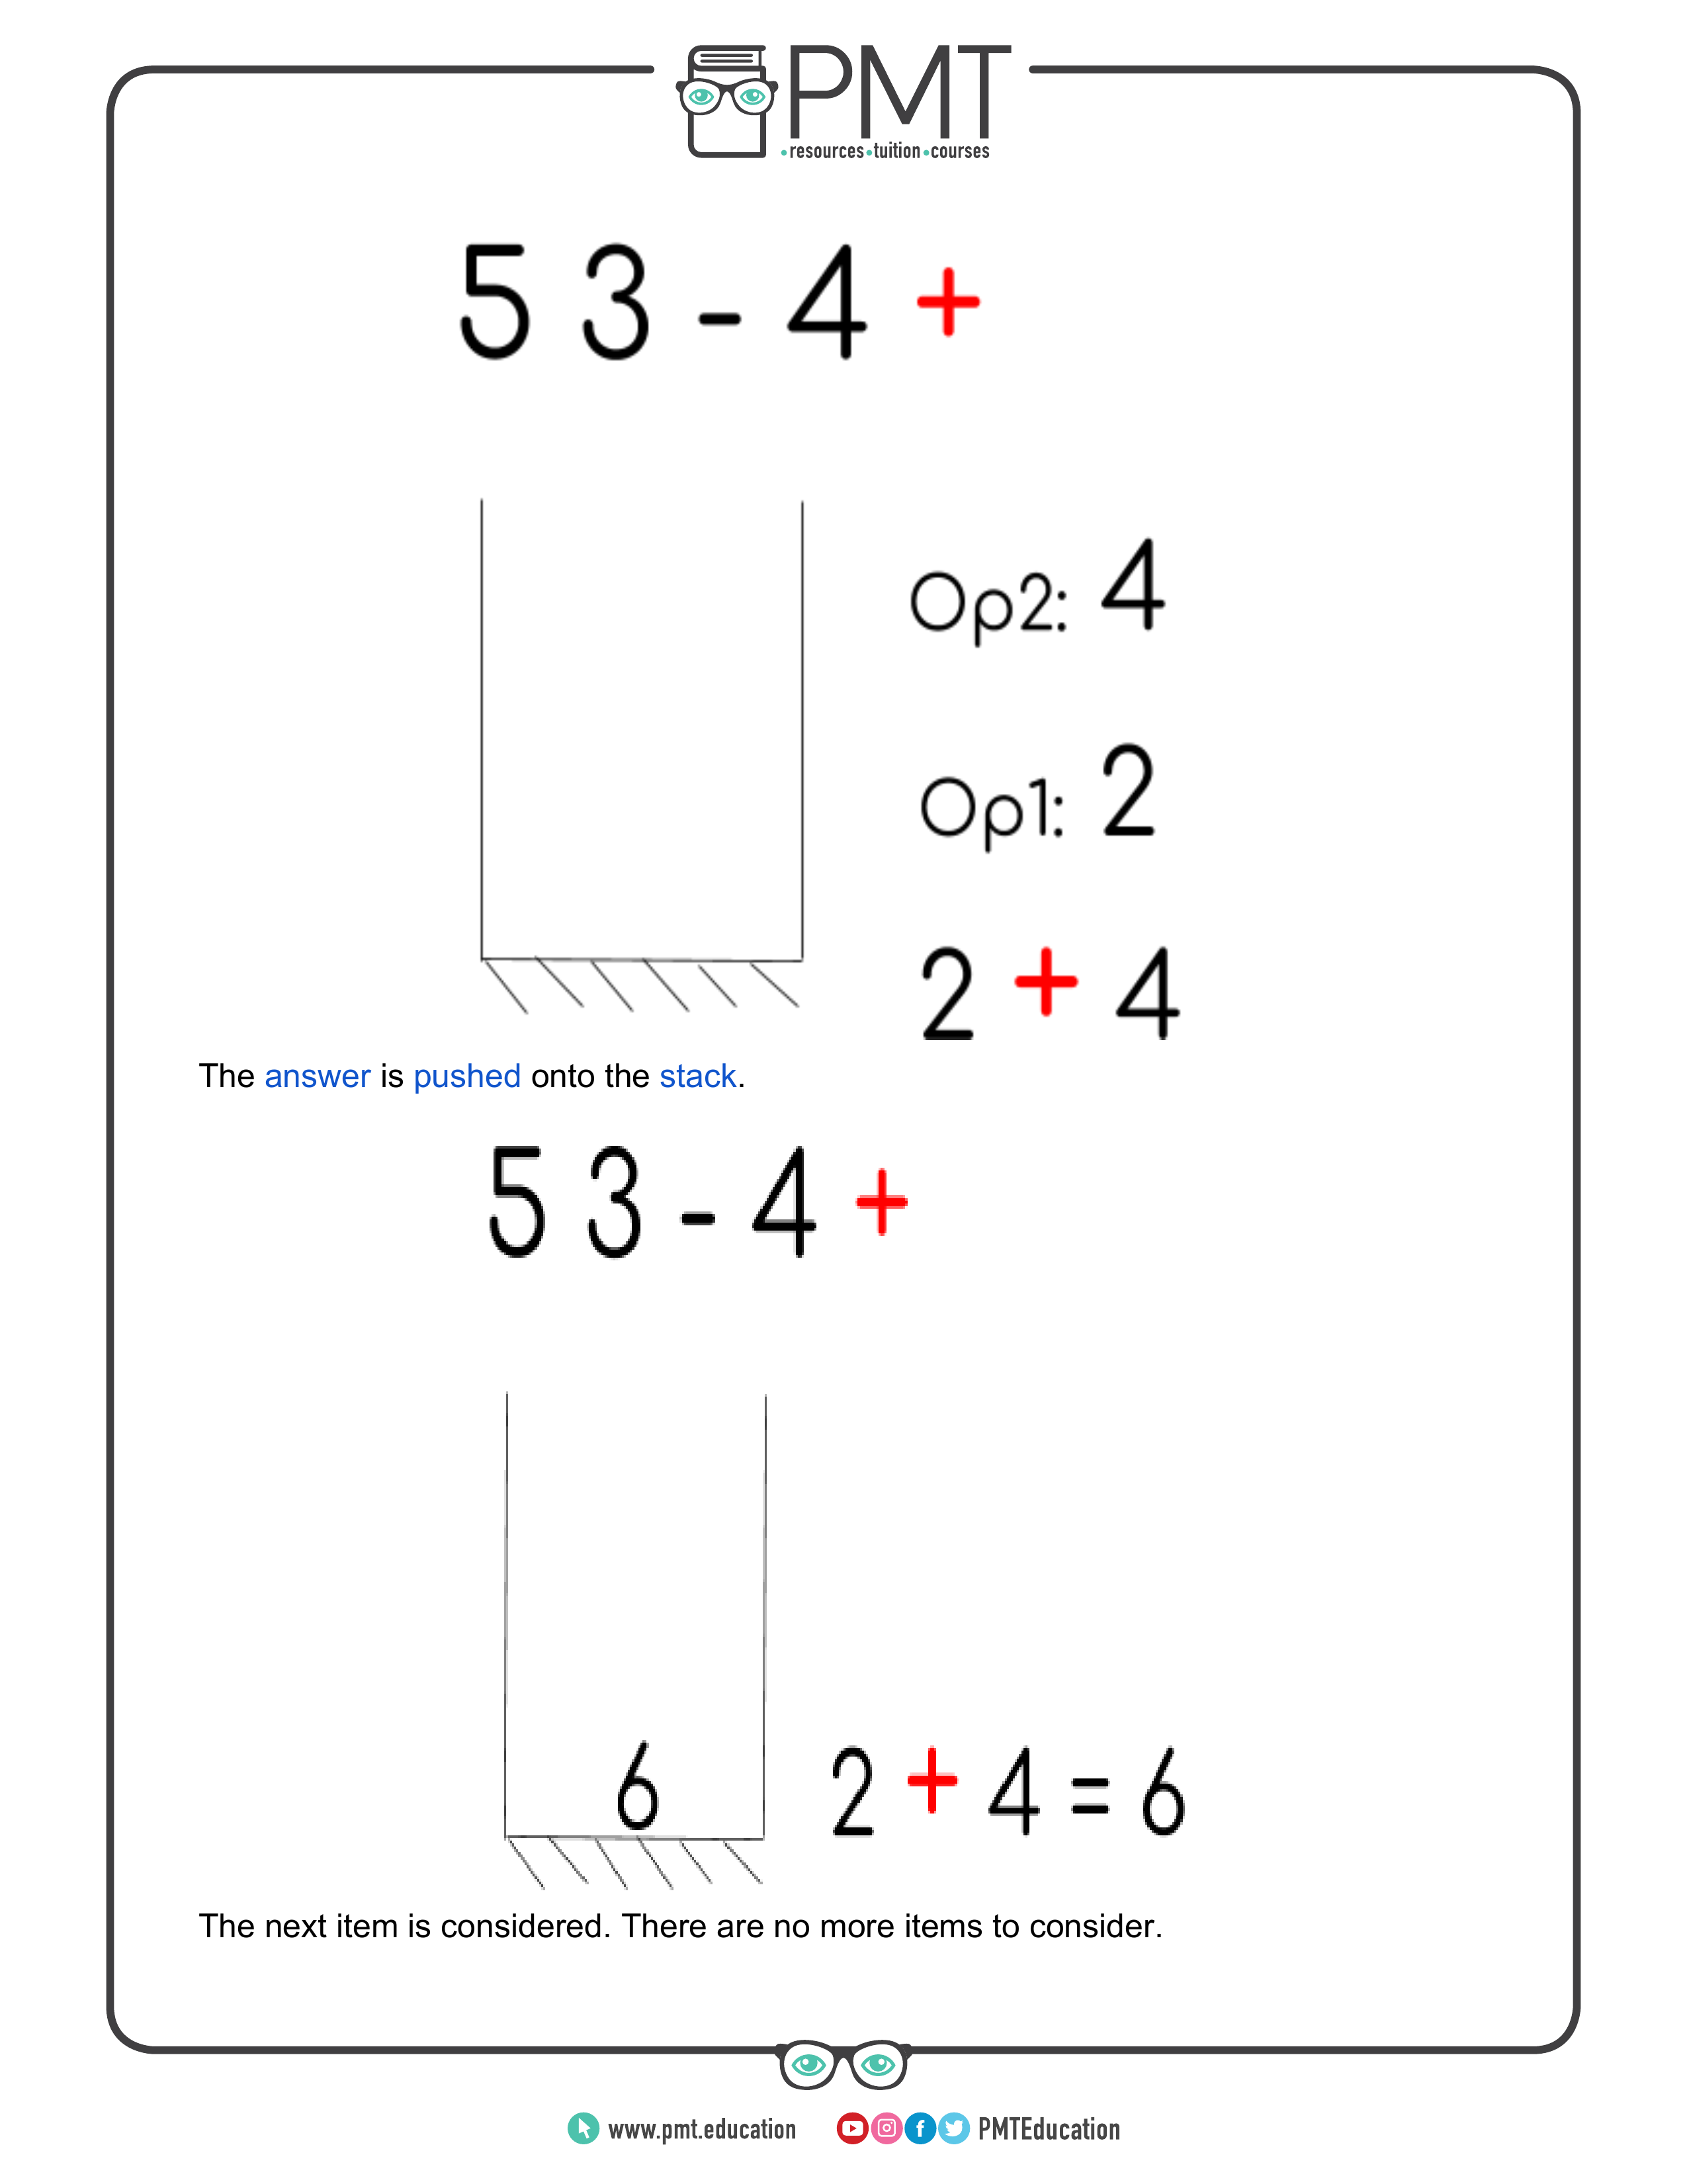 PMT
•resources•tuition•courses
5 3 - 4 +
Op2: 4
Op1: 2
2 + 4
The answer is pushed onto the stack.
5 3 - 4 +
6
2 + 4 = 6
The next item is considered. There are no more items to consider.
www.pmt.education
PMTEducation